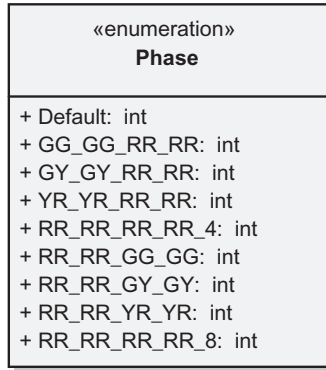 «enumeration»
Phase
+ Default: int
+ GG_GG_RR_RR: int
+ GY_GY_RR_RR: int
+ YR_YR_RR_RR: int
+ RR_RR_RR_RR_4: int
+ RR_RR_GG_GG: int
+ RR_RR_GY_GY: int
+ RR_RR_YR_YR: int
+ RR_RR_RR_RR_8: int